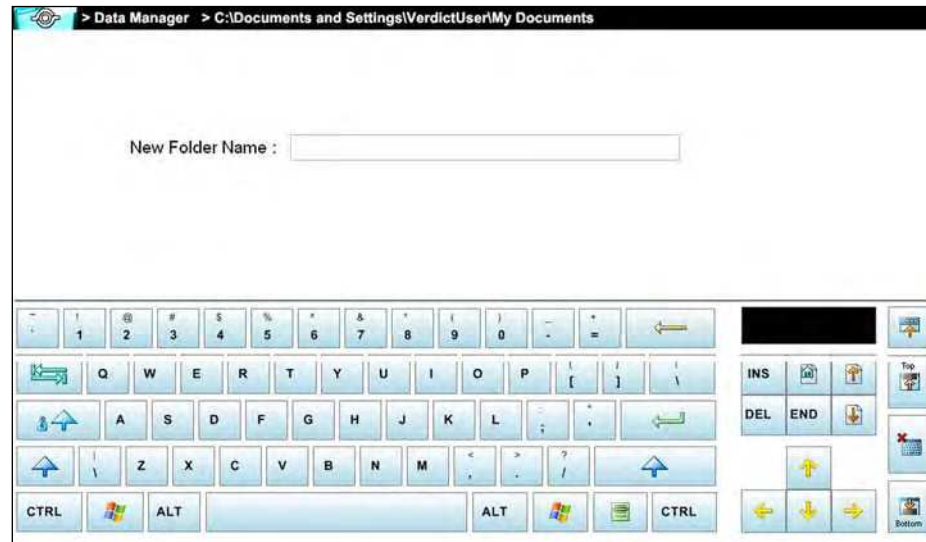 > Data Manager > C:\Documents and Settings\VerdictUser\My Documents
New Folder Name :
! @ # $ % & ( )
1 2 3 4 5 6 7 8 9 0 - =
Q W E R T Y U I O P [ ] \
INS
Top
A S D F G H J K L ;
DEL END
< > ?
\ Z X C V B N M , . /
CTRL ALT ALT CTRL
Bottom